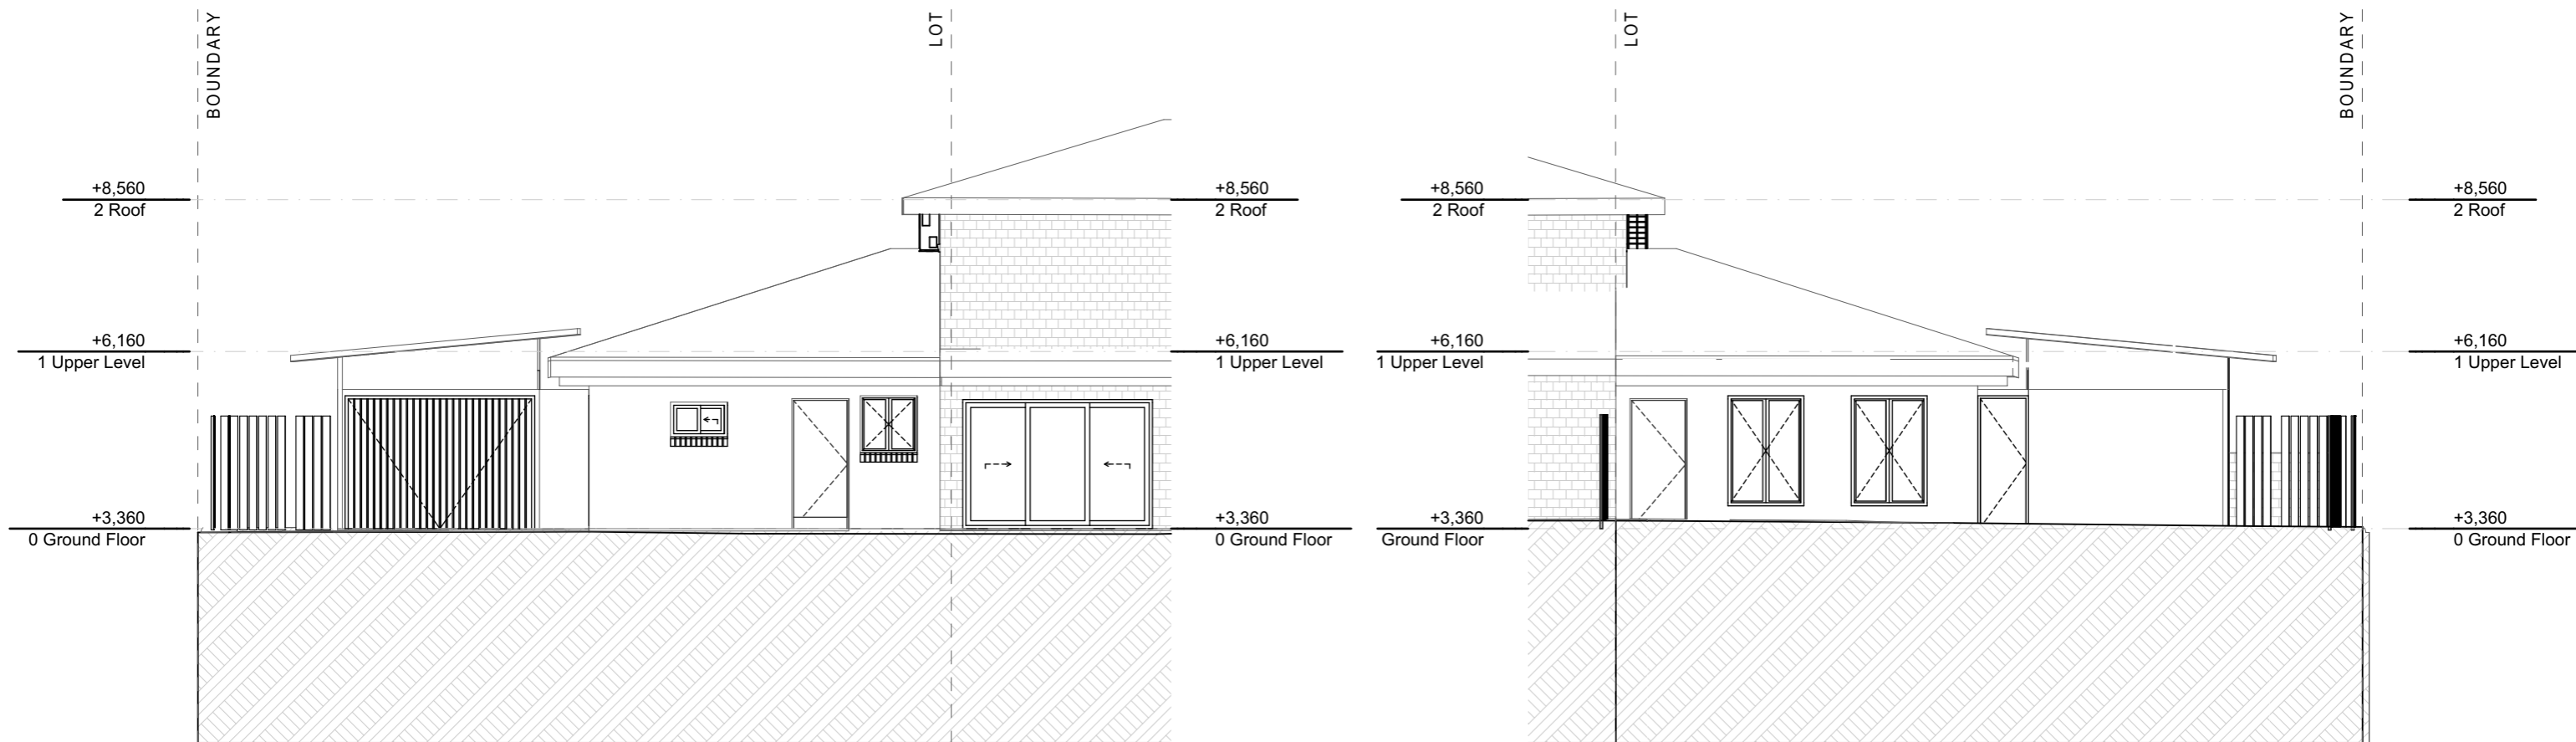 BOUNDARY
LOT
LOT
BOUNDARY
+8,560
2 Roof
+8,560
2 Roof
+8,560
2 Roof
+8,560
2 Roof
+6,160
1 Upper Level
+6,160
1 Upper Level
+6,160
1 Upper Level
+6,160
1 Upper Level
+3,360
0 Ground Floor
+3,360
0 Ground Floor
+3,360
Ground Floor
+3,360
0 Ground Floor